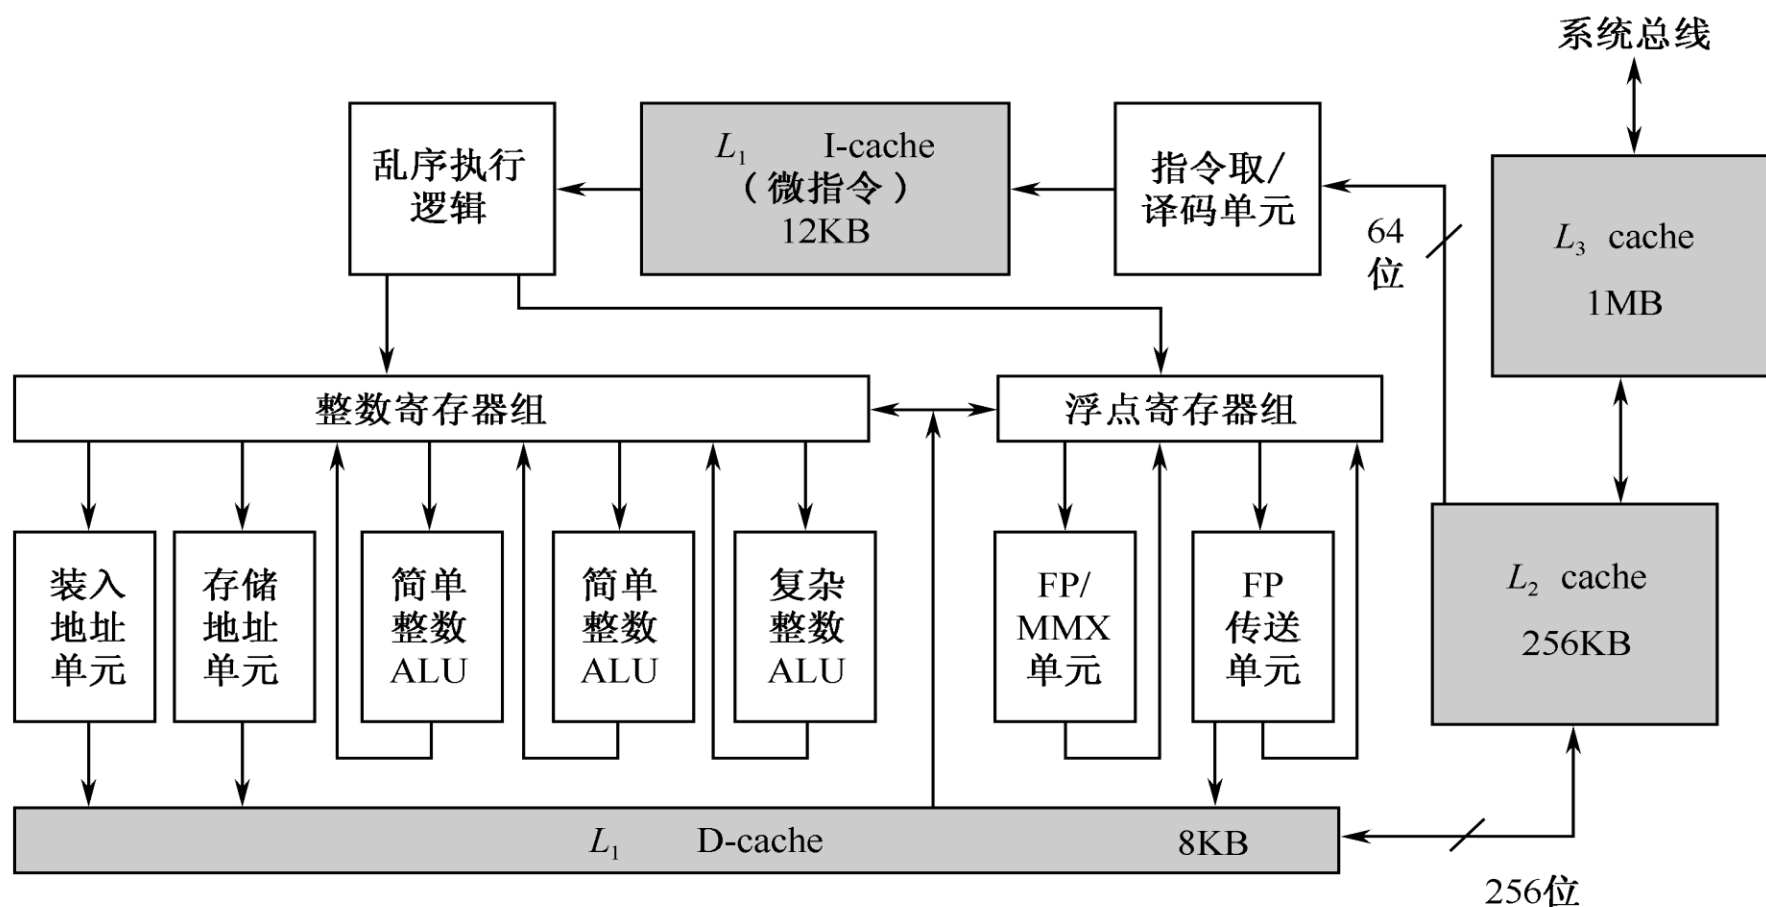 系统总线
乱序执行
逻辑
L1 I-cache
（微指令）
12KB
指令取/
译码单元
64
位
L3 cache
1MB
整数寄存器组
浮点寄存器组
装入
地址
单元
存储
地址
单元
简单
整数
ALU
简单
整数
ALU
复杂
整数
ALU
FP/
MMX
单元
FP
传送
单元
L2 cache
256KB
L1 D-cache 8KB
256位